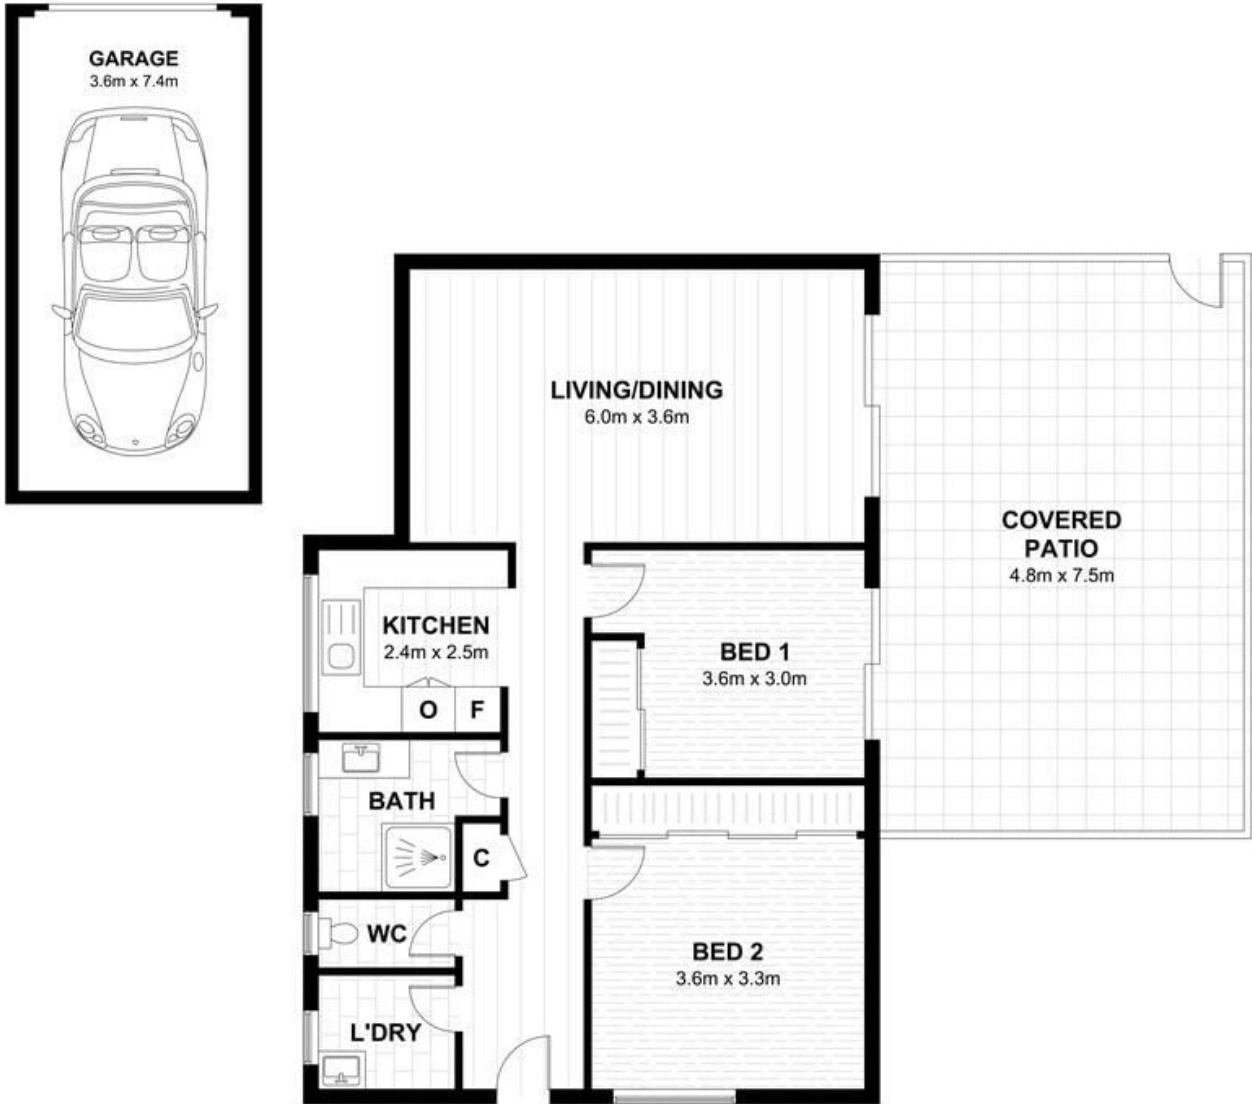 GARAGE
3.6m x 7.4m
LIVING/DINING
6.0m x 3.6m
COVERED
PATIO
4.8m x 7.5m
KITCHEN
2.4m x 2.5m
O
F
BED 1
3.6m x 3.0m
BATH
C
WC
BED 2
3.6m x 3.3m
L'DRY